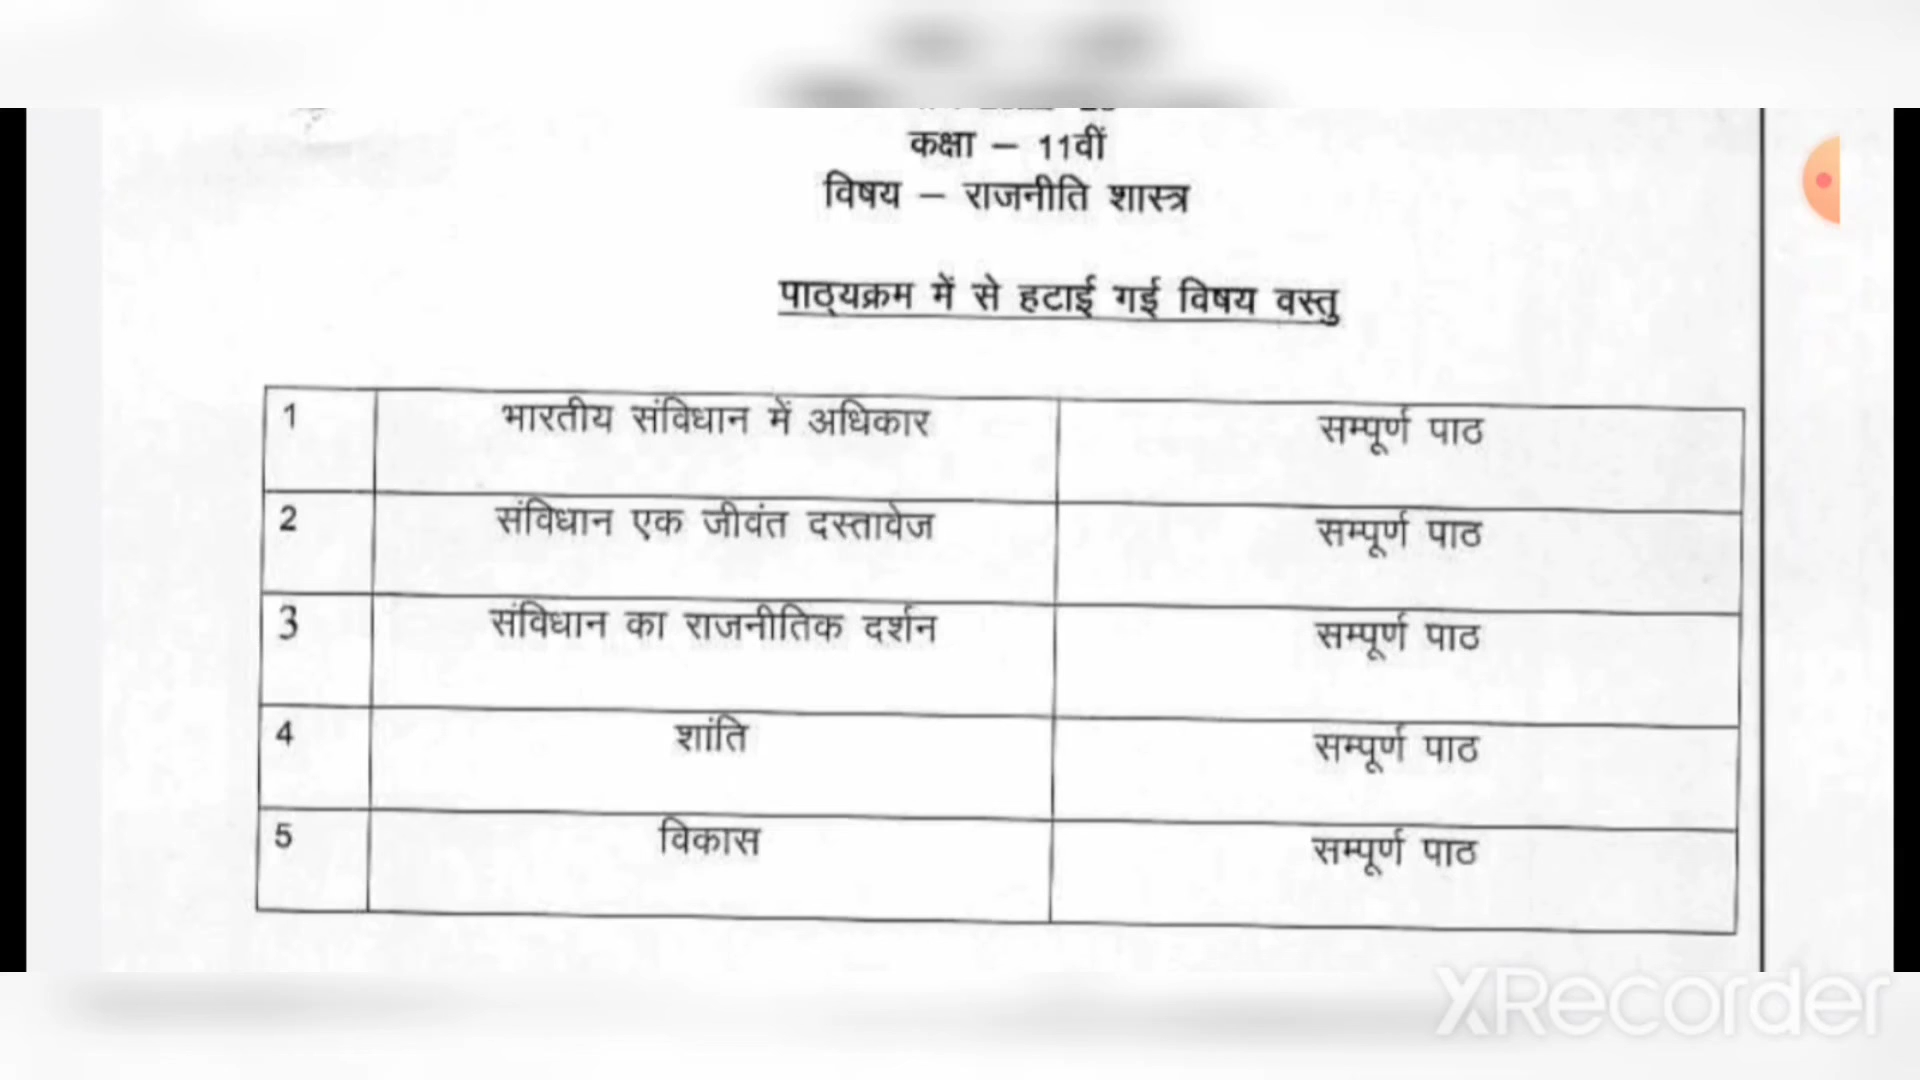 कक्षा – 11वीं
विषय – राजनीति शास्त्र
पाठ्यक्रम में से हटाई गई विषय वस्तु
1 भारतीय संविधान में अधिकार सम्पूर्ण पाठ
2 संविधान एक जीवंत दस्तावेज सम्पूर्ण पाठ
3 संविधान का राजनीतिक दर्शन सम्पूर्ण पाठ
4 शांति सम्पूर्ण पाठ
5 विकास सम्पूर्ण पाठ
XRecorder